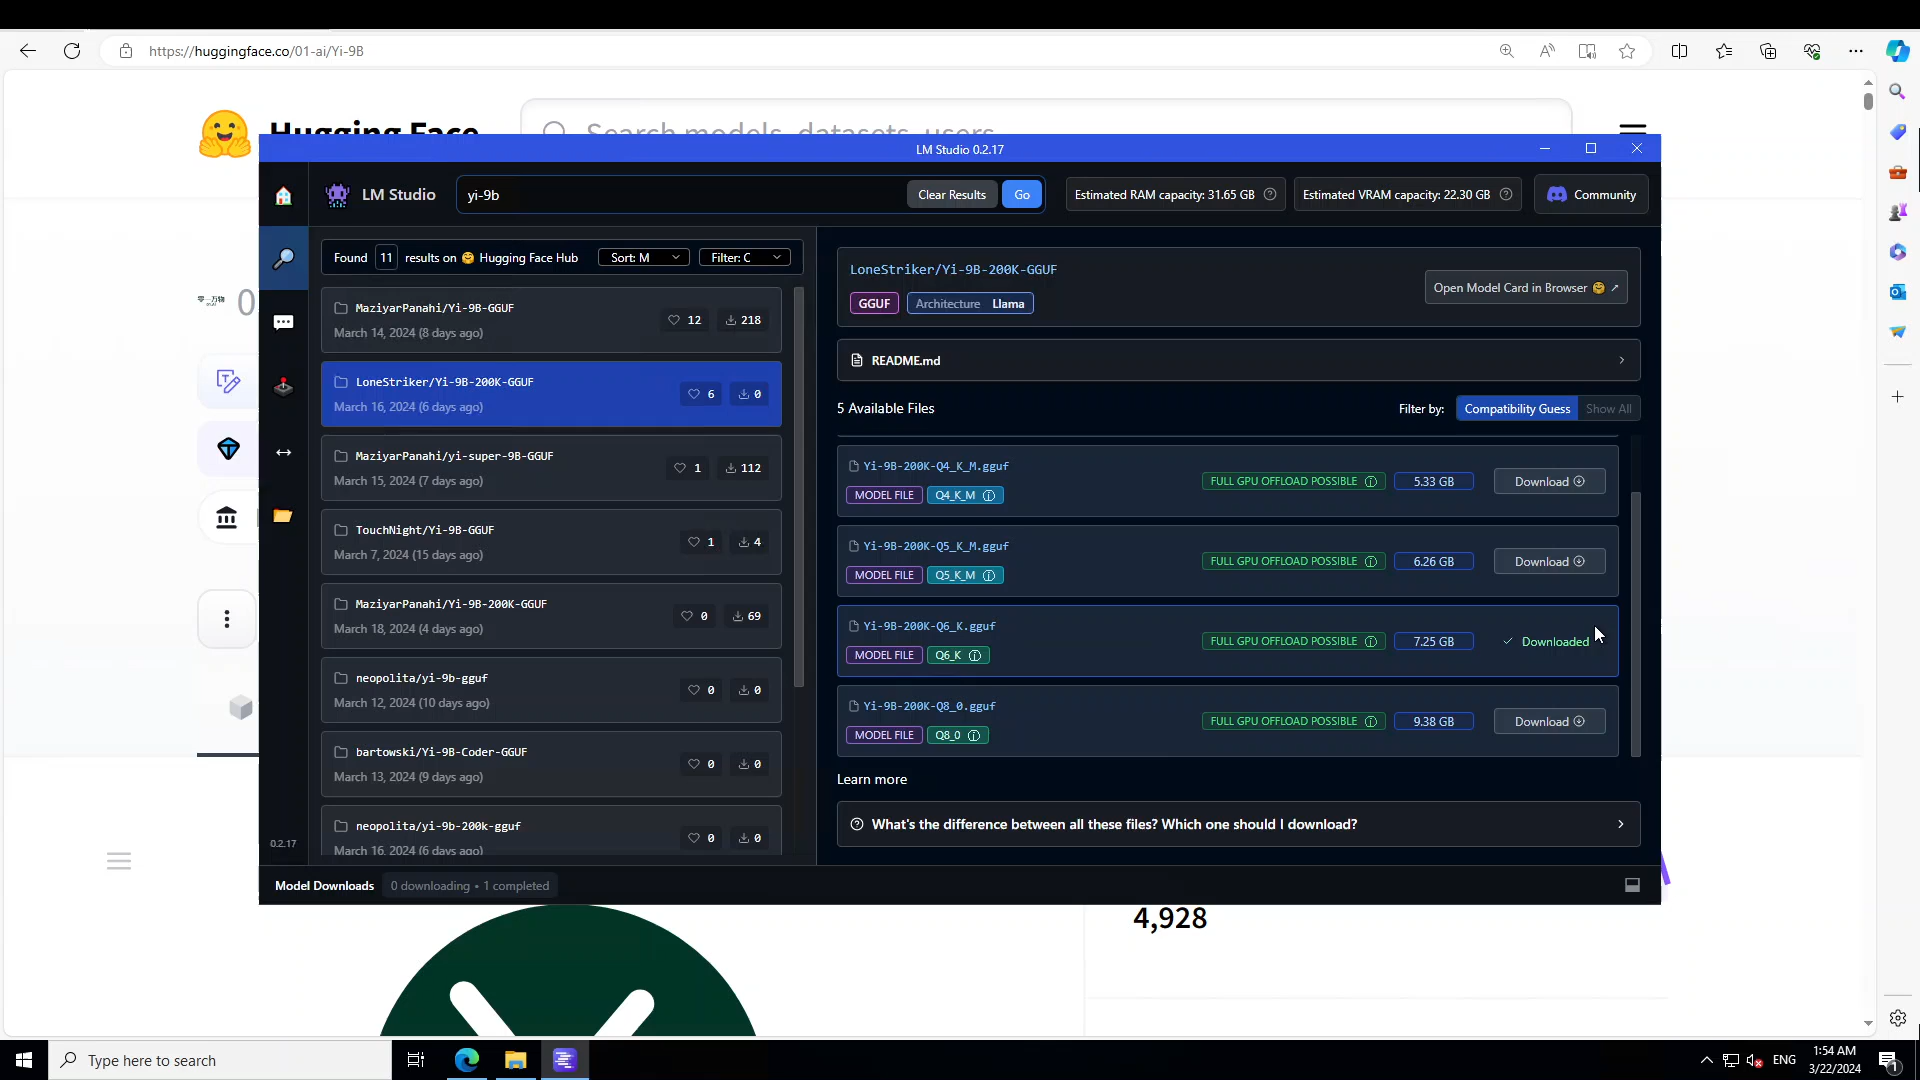 https://huggingface.co/01-ai/Yi-9B
Hugging Face
Search models, datasets, users...
LM Studio 0.2.17
LM Studio
yi-9b
Clear Results
Go
Estimated RAM capacity: 31.65 GB
Estimated VRAM capacity: 22.30 GB
Community
Found 11 results on 🤗 Hugging Face Hub
Sort: M
Filter: C
MaziyarPanahi/Yi-9B-GGUF
March 14, 2024 (8 days ago)
12
218
LoneStriker/Yi-9B-200K-GGUF
March 16, 2024 (6 days ago)
6
0
MaziyarPanahi/yi-super-9B-GGUF
March 15, 2024 (7 days ago)
1
112
TouchNight/Yi-9B-GGUF
March 7, 2024 (15 days ago)
1
4
MaziyarPanahi/Yi-9B-200K-GGUF
March 18, 2024 (4 days ago)
0
69
neopolita/yi-9b-gguf
March 12, 2024 (10 days ago)
0
0
bartowski/Yi-9B-Coder-GGUF
March 13, 2024 (9 days ago)
0
0
neopolita/yi-9b-200k-gguf
March 16, 2024 (6 days ago)
0
0
0.2.17
LoneStriker/Yi-9B-200K-GGUF
GGUF
Architecture Llama
Open Model Card in Browser 🤗 ↗
README.md
5 Available Files
Filter by:
Compatibility Guess
Show All
Yi-9B-200K-Q4_K_M.gguf
MODEL FILE
Q4_K_M
FULL GPU OFFLOAD POSSIBLE
5.33 GB
Download
Yi-9B-200K-Q5_K_M.gguf
MODEL FILE
Q5_K_M
FULL GPU OFFLOAD POSSIBLE
6.26 GB
Download
Yi-9B-200K-Q6_K.gguf
MODEL FILE
Q6_K
FULL GPU OFFLOAD POSSIBLE
7.25 GB
Downloaded
Yi-9B-200K-Q8_0.gguf
MODEL FILE
Q8_0
FULL GPU OFFLOAD POSSIBLE
9.38 GB
Download
Learn more
What's the difference between all these files? Which one should I download?
Model Downloads
0 downloading • 1 completed
零一万物
0
4,928
Type here to search
ENG
1:54 AM
3/22/2024
1